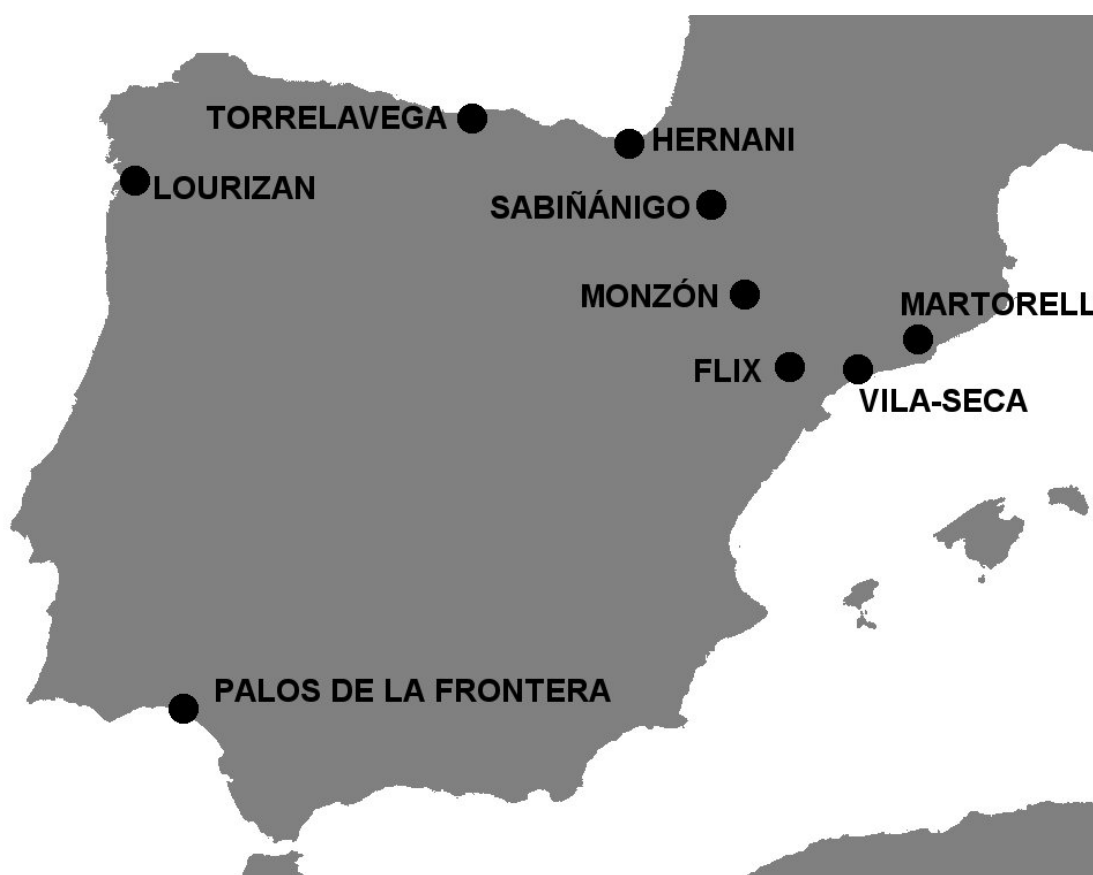 TORRELAVEGA
HERNANI
LOURIZAN
SABIÑÁNIGO
MONZÓN
MARTORELL
FLIX
VILA-SECA
PALOS DE LA FRONTERA